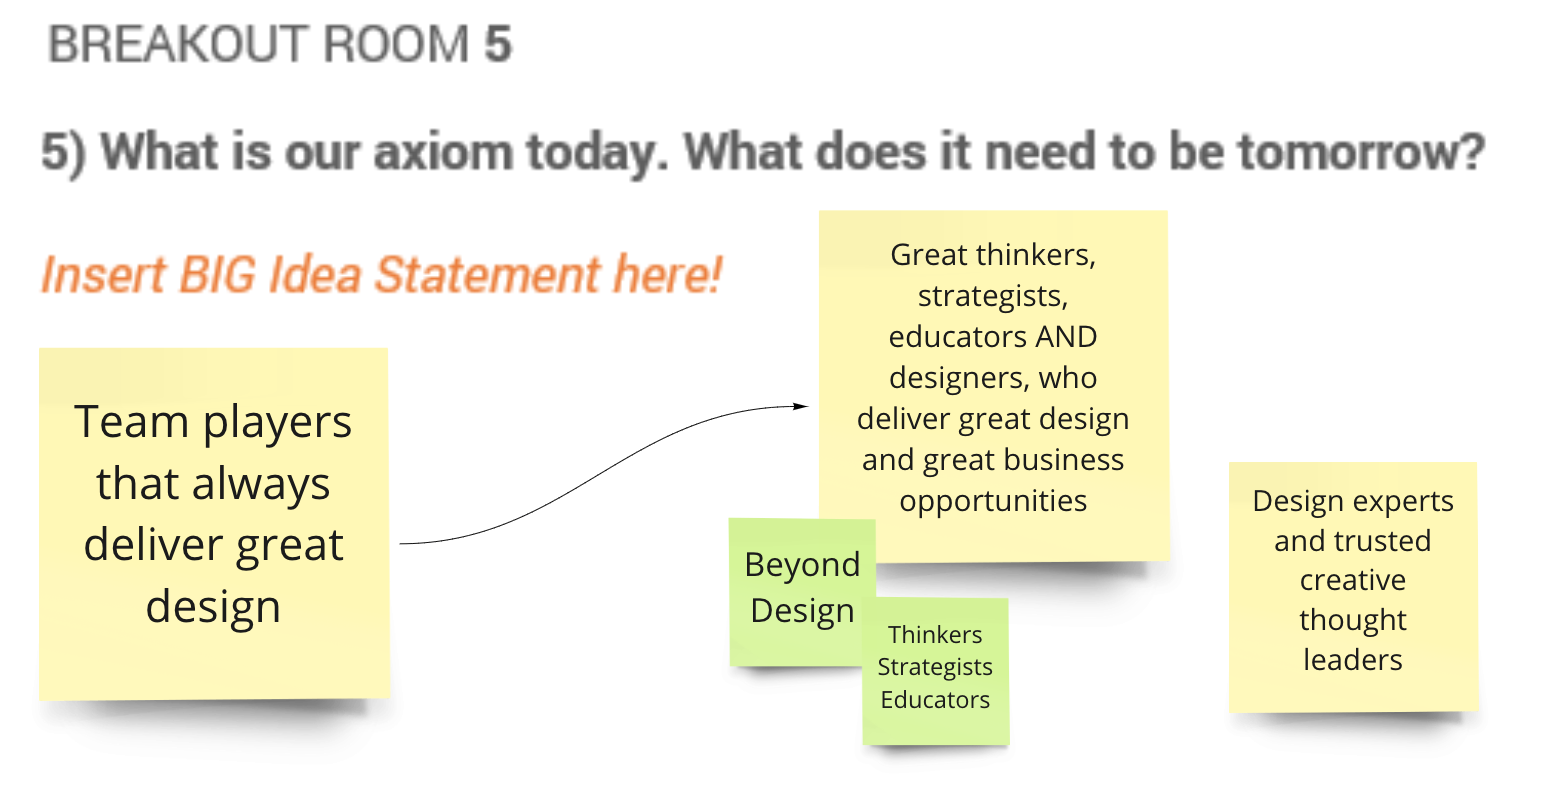 BREAKOUT ROOM 5
5) What is our axiom today. What does it need to be tomorrow?
Insert BIG Idea Statement here!
Team players
that always
deliver great
design
Great thinkers,
strategists,
educators AND
designers, who
deliver great design
and great business
opportunities
Beyond
Design
Thinkers
Strategists
Educators
Design experts
and trusted
creative
thought
leaders